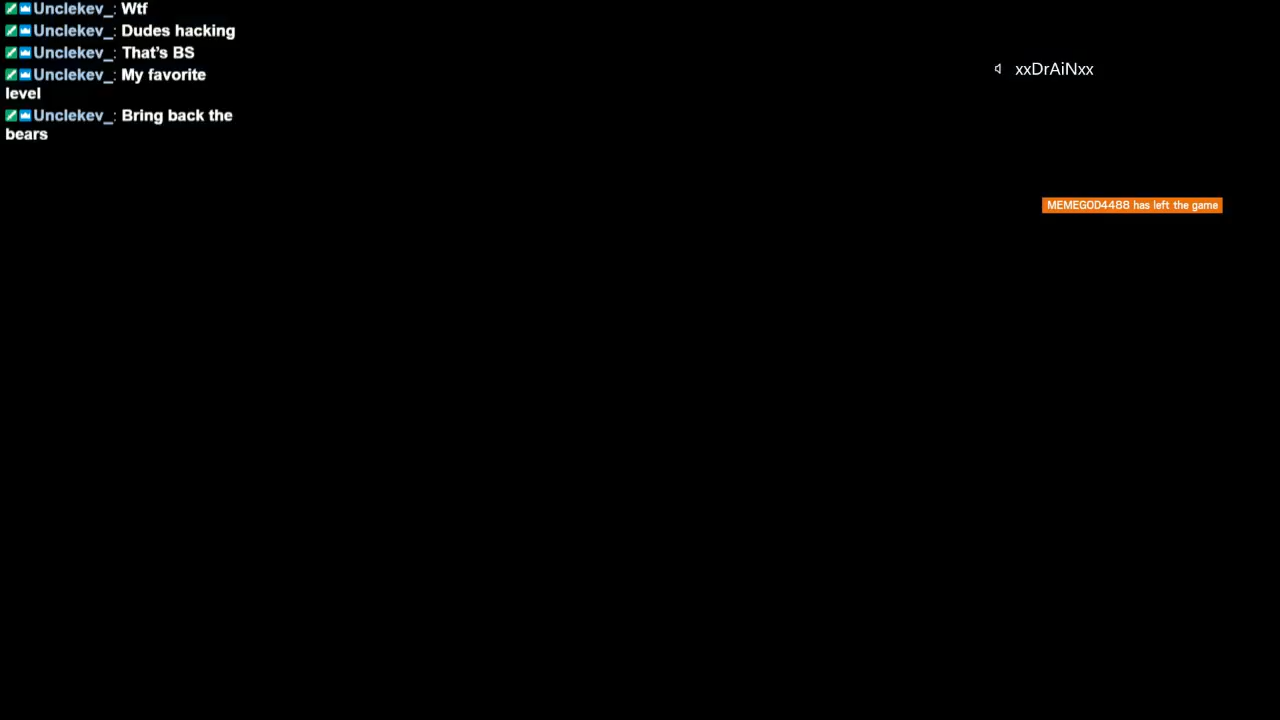 Unclekev_: Wtf
Unclekev_: Dudes hacking
Unclekev_: That’s BS
Unclekev_: My favorite
level
Unclekev_: Bring back the
bears
xxDrAiNxx
MEMEGOD4488 has left the game